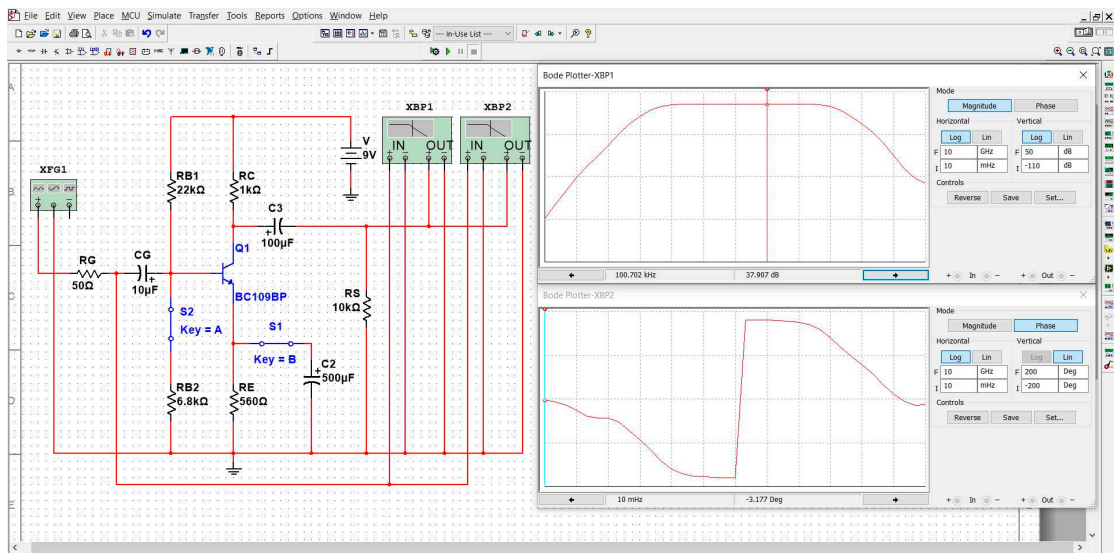 File Edit View Place MCU Simulate Transfer Tools Reports Options Window Help
--- In-Use List ---
A
B
C
D
E
XFG1
RG
50Ω
CG
10µF
RB1
22kΩ
RC
1kΩ
C3
100µF
V
9V
XBP1
IN OUT
XBP2
IN OUT
Q1
BC109BP
S2
Key = A
S1
Key = B
RS
10kΩ
C2
500µF
RB2
6.8kΩ
RE
560Ω
Bode Plotter-XBP1
Mode
Magnitude Phase
Horizontal Vertical
Log Lin Log Lin
F 10 GHz F 50 dB
I 10 mHz I -110 dB
Controls
Reverse Save Set...
100.702 kHz 37.907 dB
+ In - + Out -
Bode Plotter-XBP2
Mode
Magnitude Phase
Horizontal Vertical
Log Lin Log Lin
F 10 GHz F 200 Deg
I 10 mHz I -200 Deg
Controls
Reverse Save Set...
10 mHz -3.177 Deg
+ In - + Out -